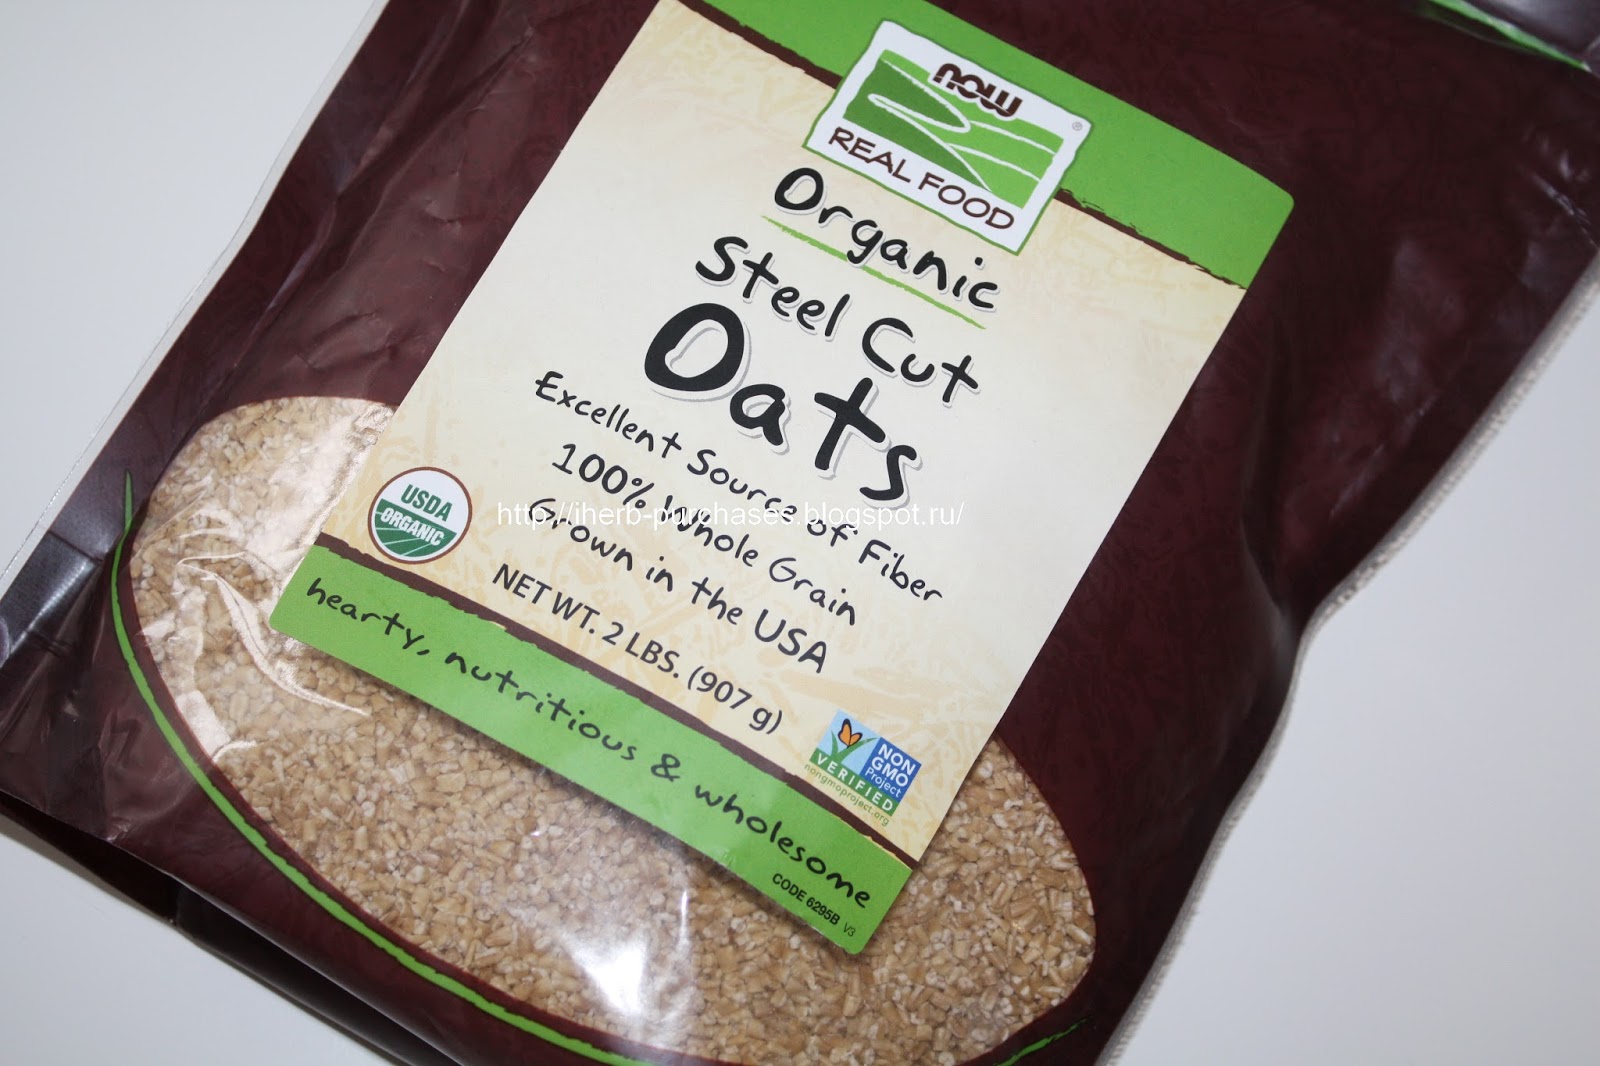 now
®
REAL FOOD
Organic
Steel Cut
Oats
Excellent Source of Fiber
100% Whole Grain
Grown in the USA
http://iherb-purchases.blogspot.ru/
USDA
ORGANIC
NET WT. 2 LBS. (907 g)
NON
GMO
Project
VERIFIED
nongmoproject.org
hearty, nutritious & wholesome
CODE 6295B V3